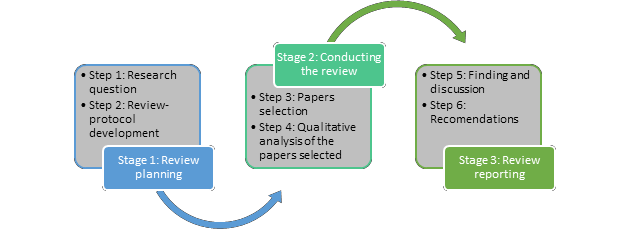 • Step 1: Research
question
• Step 2: Review-
protocol
development
Stage 1: Review
planning
Stage 2: Conducting
the review
• Step 3: Papers
selection
• Step 4: Qualitative
analysis of the
papers selected
• Step 5: Finding and
discussion
• Step 6:
Recomendations
Stage 3: Review
reporting